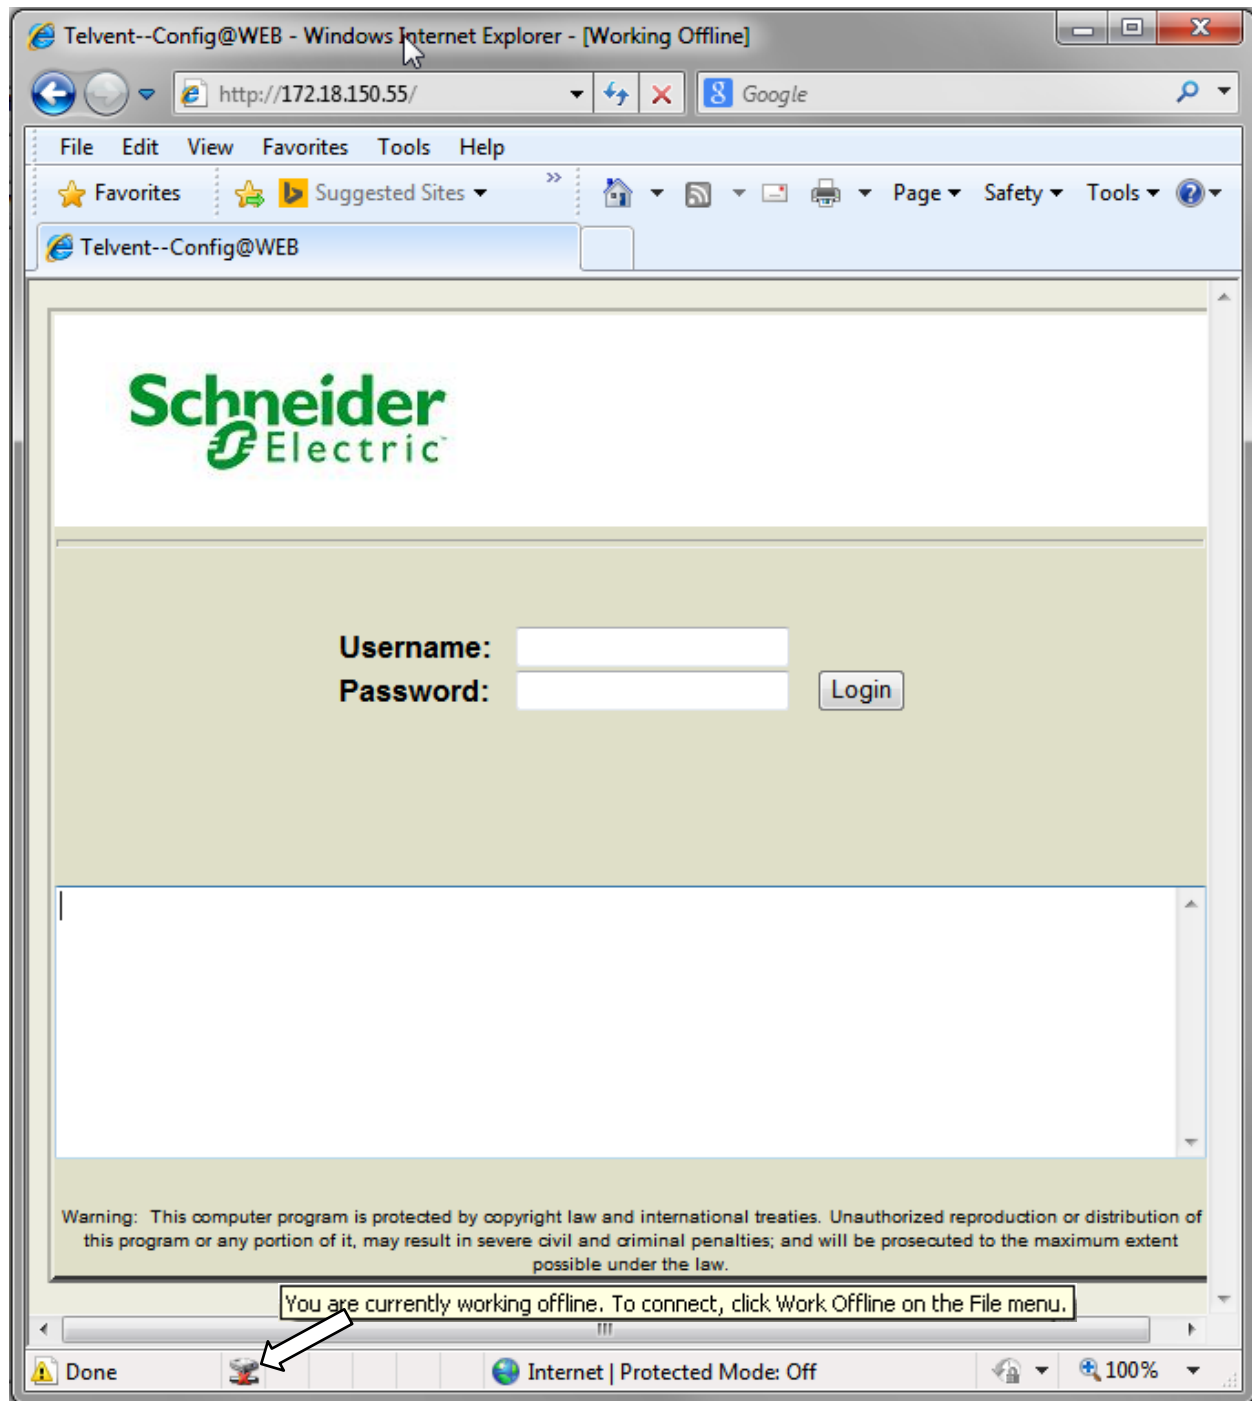 Telvent--Config@WEB - Windows Internet Explorer - [Working Offline]
http://172.18.150.55/
Google
File Edit View Favorites Tools Help
Favorites Suggested Sites » Page Safety Tools
Telvent--Config@WEB
Schneider
Electric
Username:
Password: Login
Warning: This computer program is protected by copyright law and international treaties. Unauthorized reproduction or distribution of
this program or any portion of it, may result in severe civil and criminal penalties; and will be prosecuted to the maximum extent
possible under the law.
You are currently working offline. To connect, click Work Offline on the File menu.
Done Internet | Protected Mode: Off 100%